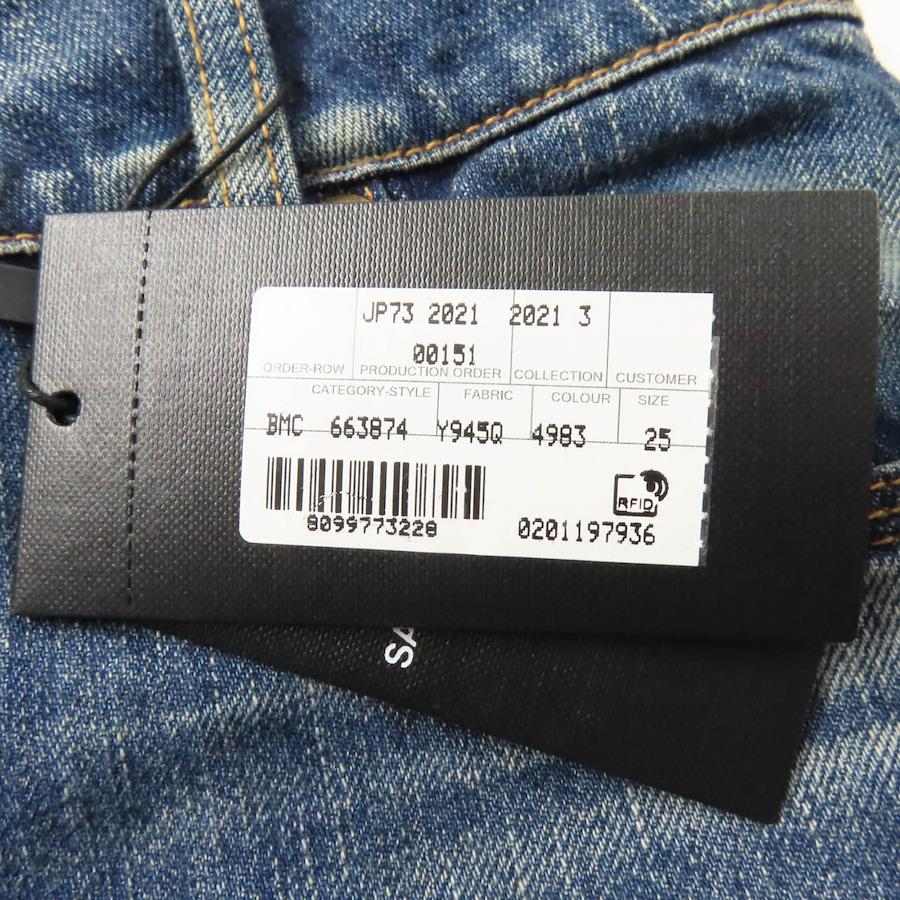 JP73 2021 2021 3
00151
ORDER-ROW PRODUCTION ORDER COLLECTION CUSTOMER
CATEGORY-STYLE FABRIC COLOUR SIZE
BMC 663874 Y945Q 4983 25
RFID
8099773228 0201197936
SA